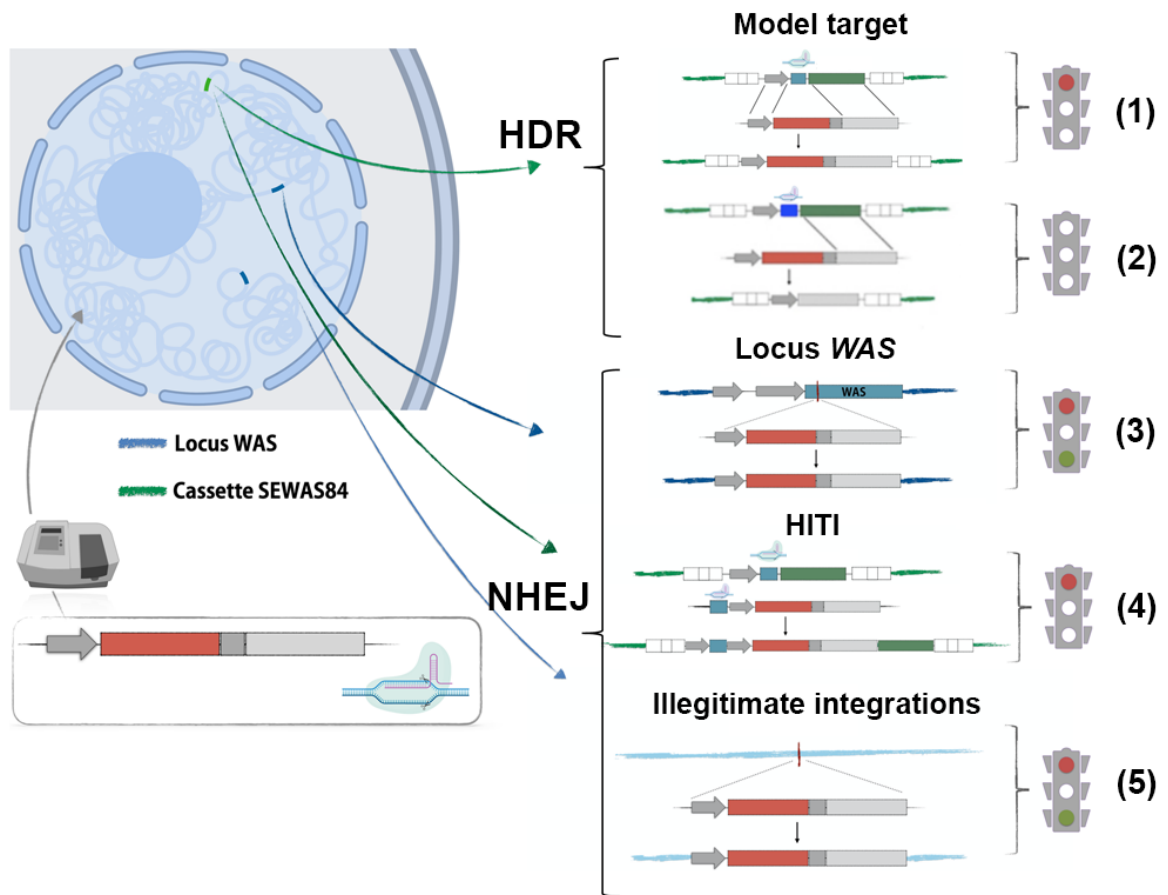 Model target
HDR
(1)
(2)
Locus WAS
WAS
(3)
Locus WAS
Cassette SEWAS84
HITI
NHEJ
(4)
Illegitimate integrations
(5)